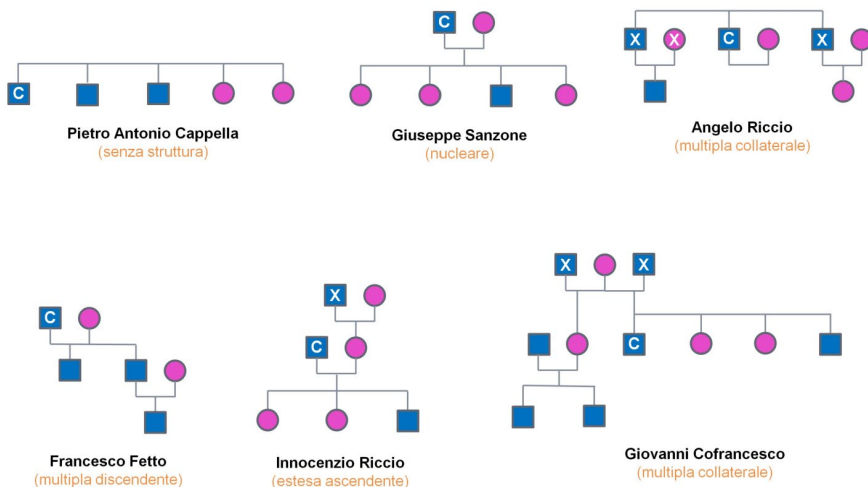 C
X
X
C
X
C
Pietro Antonio Cappella
(senza struttura)
Giuseppe Sanzone
(nucleare)
Angelo Riccio
(multipla collaterale)
X
X
X
C
C
C
Francesco Fetto
(multipla discendente)
Innocenzio Riccio
(estesa ascendente)
Giovanni Cofrancesco
(multipla collaterale)